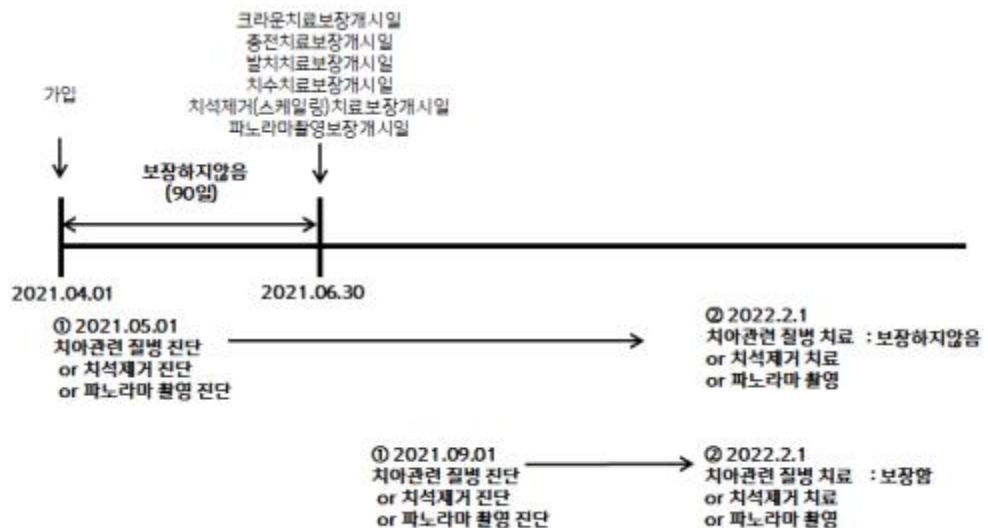 크라운치료보장개시일
충전치료보장개시일
발치치료보장개시일
치수치료보장개시일
치석제거(스케일링)치료보장개시일
파노라마촬영보장개시일
가입
보장하지않음
(90일)
2021.04.01
2021.06.30
① 2021.05.01
치아관련 질병 진단
or 치석제거 진단
or 파노라마 촬영 진단
② 2022.2.1
치아관련 질병 치료 : 보장하지않음
or 치석제거 치료
or 파노라마 촬영
① 2021.09.01
치아관련 질병 진단
or 치석제거 진단
or 파노라마 촬영 진단
② 2022.2.1
치아관련 질병 치료 : 보장함
or 치석제거 치료
or 파노라마 촬영